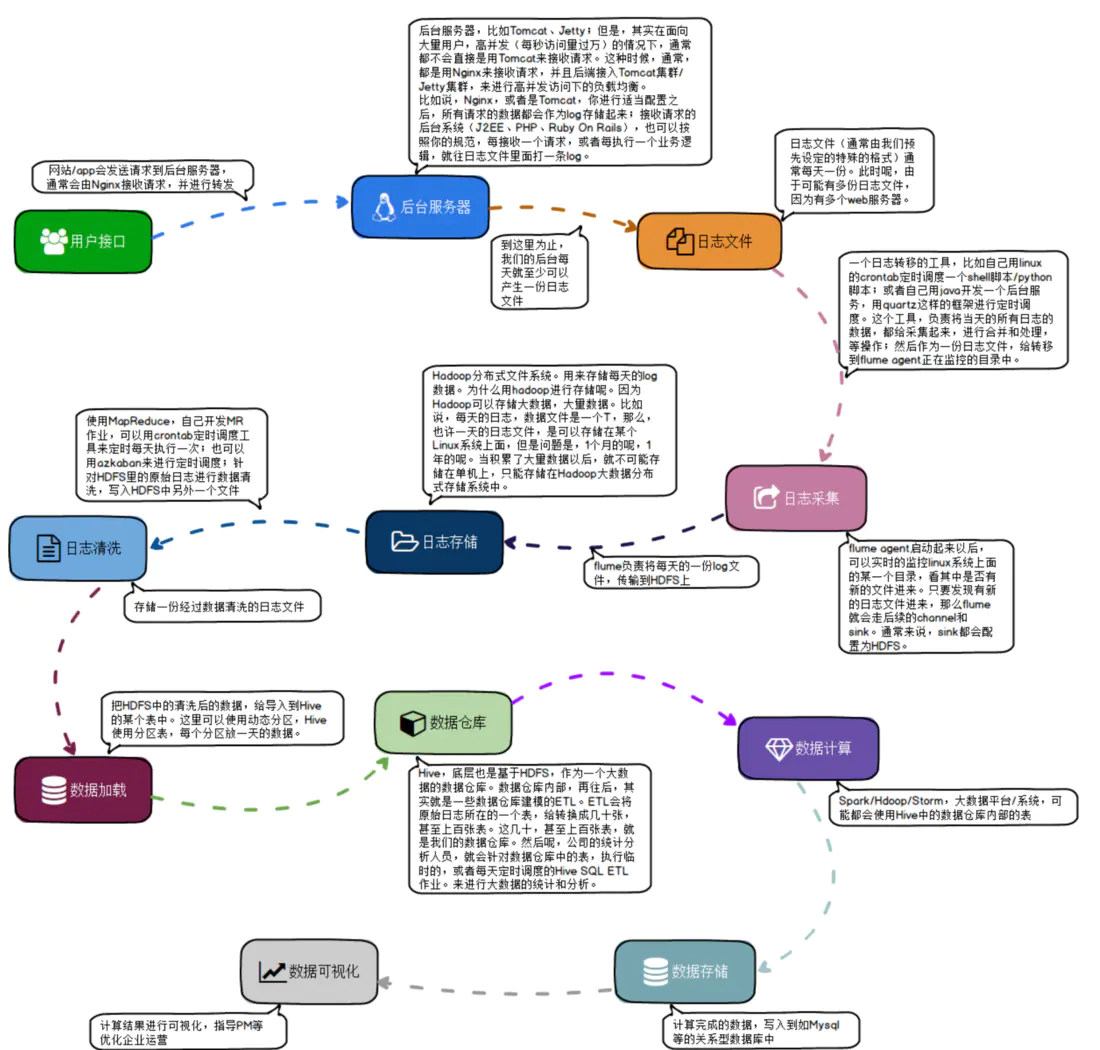 后台服务器，比如Tomcat、Jetty；但是，其实在面向
大量用户，高并发（每秒访问量过万）的情况下，通常
都不会直接是用Tomcat来接收请求。这种时候，通常，
都是用Nginx来接收请求，并且后端接入Tomcat集群/
Jetty集群，来进行高并发访问下的负载均衡。
比如说，Nginx，或者是Tomcat，你进行适当配置之
后，所有请求的数据都会作为log存储起来；接收请求的
后台系统（J2EE、PHP、Ruby On Rails），也可以按
照你的规范，每接收一个请求，或者每执行一个业务逻
辑，就往日志文件里面打一条log。
网站/app会发送请求到后台服务器，
通常会由Nginx接收请求，并进行转发
用户接口
后台服务器
到这里为止，
我们的后台每
天就至少可以
产生一份日志
文件
日志文件（通常由我们预
先设定的特殊的格式）通
常每天一份。此时呢，由
于可能有多份日志文件，
因为有多个web服务器。
日志文件
一个日志转移的工具，比如自己用linux
的crontab定时调度一个shell脚本/python
脚本；或者自己用java开发一个后台服
务，用quartz这样的框架进行定时调
度。这个工具，负责将当天的所有日志的
数据，都给采集起来，进行合并和处理，
等操作；然后作为一份日志文件，给转移
到flume agent正在监控的目录中。
日志采集
flume agent启动起来以后，
可以实时的监控linux系统上面
的某一个目录，看其中是否有
新的文件进来。只要发现有新
的日志文件进来，那么flume
就会走后续的channel和
sink。通常来说，sink都会配
置为HDFS。
flume负责将每天的一份log文
件，传输到HDFS上
Hadoop分布式文件系统。用来存储每天的log
数据。为什么用hadoop进行存储呢。因为
Hadoop可以存储大数据，大量数据。比如
说，每天的日志，数据文件是一个T，那么，
也许一天的日志文件，是可以存储在某个
Linux系统上面，但是问题是，1个月的呢，1
年的呢。当积累了大量数据以后，就不可能存
储在单机上，只能存储在Hadoop大数据分布
式存储系统中。
日志存储
使用MapReduce，自己开发MR
作业，可以用crontab定时调度工
具来定时每天执行一次；也可以
用azkaban来进行定时调度；针
对HDFS里的原始日志进行数据清
洗，写入HDFS中另外一个文件
日志清洗
存储一份经过数据清洗的日志文件
把HDFS中的清洗后的数据，给导入到Hive
的某个表中。这里可以使用动态分区，Hive
使用分区表，每个分区放一天的数据。
数据加载
数据仓库
Hive，底层也是基于HDFS，作为一个大数
据的数据仓库。数据仓库内部，再往后，其
实就是一些数据仓库建模的ETL。ETL会将
原始日志所在的一个表，给转换成几十张，
甚至上百张表。这几十，甚至上百张表，就
是我们的数据仓库。然后呢，公司的统计分
析人员，就会针对数据仓库中的表，执行临
时的，或者每天定时调度的Hive SQL ETL
作业。来进行大数据的统计和分析。
数据计算
Spark/Hdoop/Storm，大数据平台/系统，可
能都会使用Hive中的数据仓库内部的表
数据存储
计算完成的数据，写入到如Mysql
等的关系型数据库中
数据可视化
计算结果进行可视化，指导PM等
优化企业运营